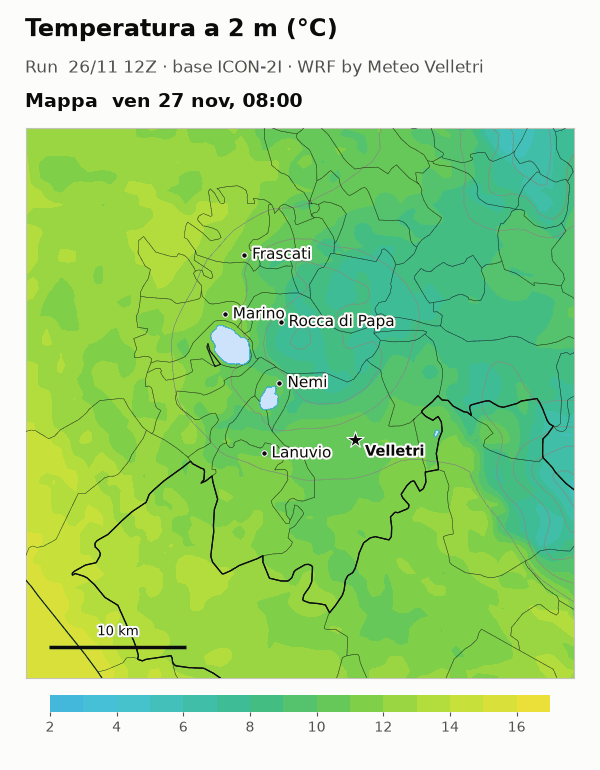 Temperatura a 2 m (°C)
Run  26/11 12Z · base ICON-2I · WRF by Meteo Velletri
Mappa  ven 27 nov, 08:00
Frascati
Marino
Rocca di Papa
Nemi
Velletri
Lanuvio
10 km
2 4 6 8 10 12 14 16